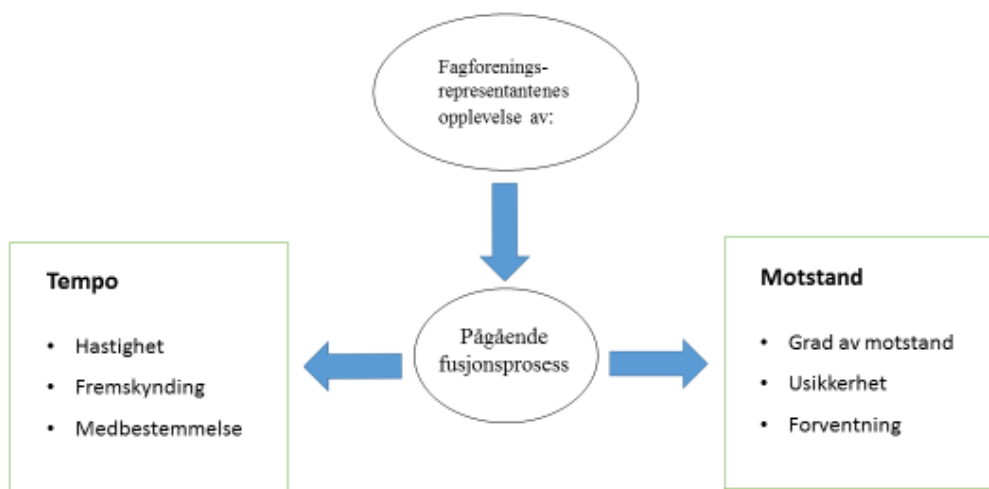 Fagforenings-
representantenes
opplevelse av:
Pågående
fusjonsprosess
Tempo
• Hastighet
• Fremskynding
• Medbestemmelse
Motstand
• Grad av motstand
• Usikkerhet
• Forventning